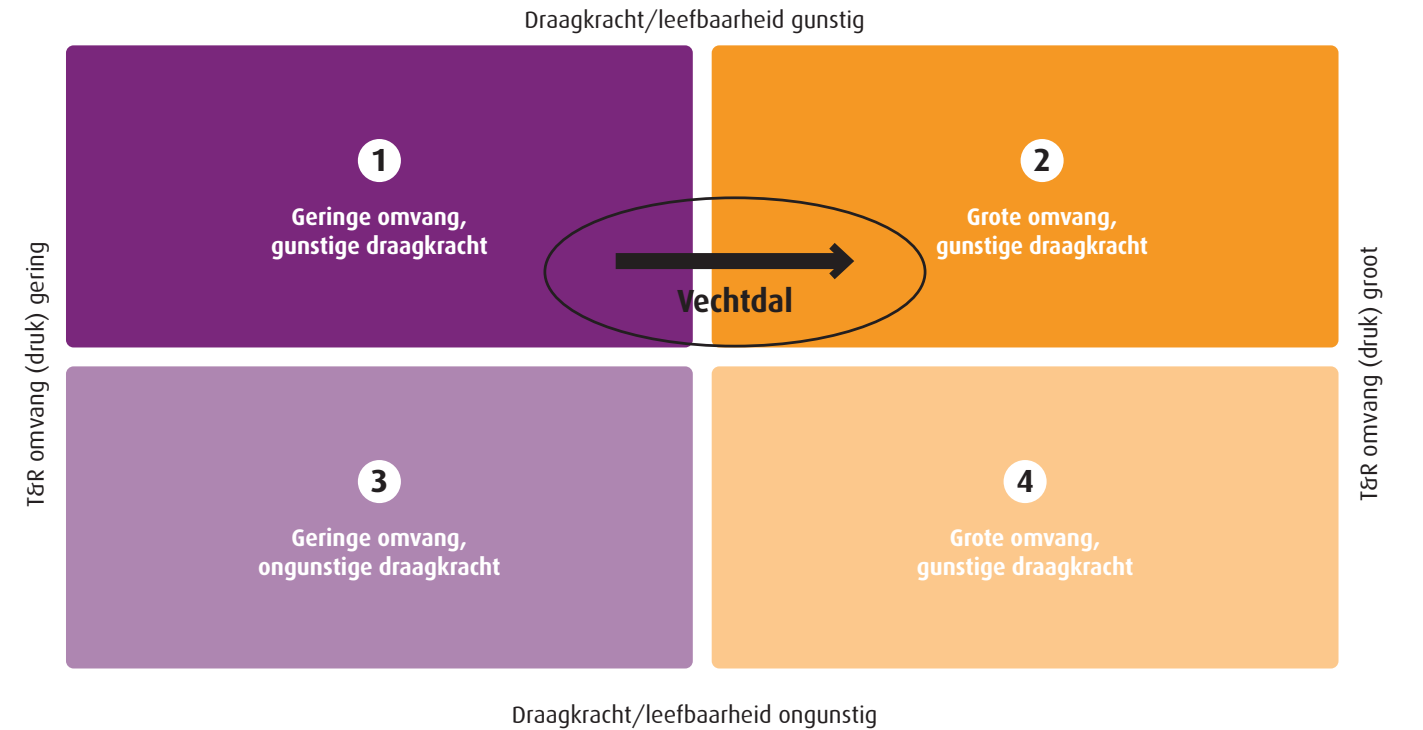 Draagkracht/leefbaarheid gunstig
1
Geringe omvang,
gunstige draagkracht
2
Grote omvang,
gunstige draagkracht
Vechtdal
T&R omvang (druk) gering
T&R omvang (druk) groot
3
Geringe omvang,
ongunstige draagkracht
4
Grote omvang,
gunstige draagkracht
Draagkracht/leefbaarheid ongunstig